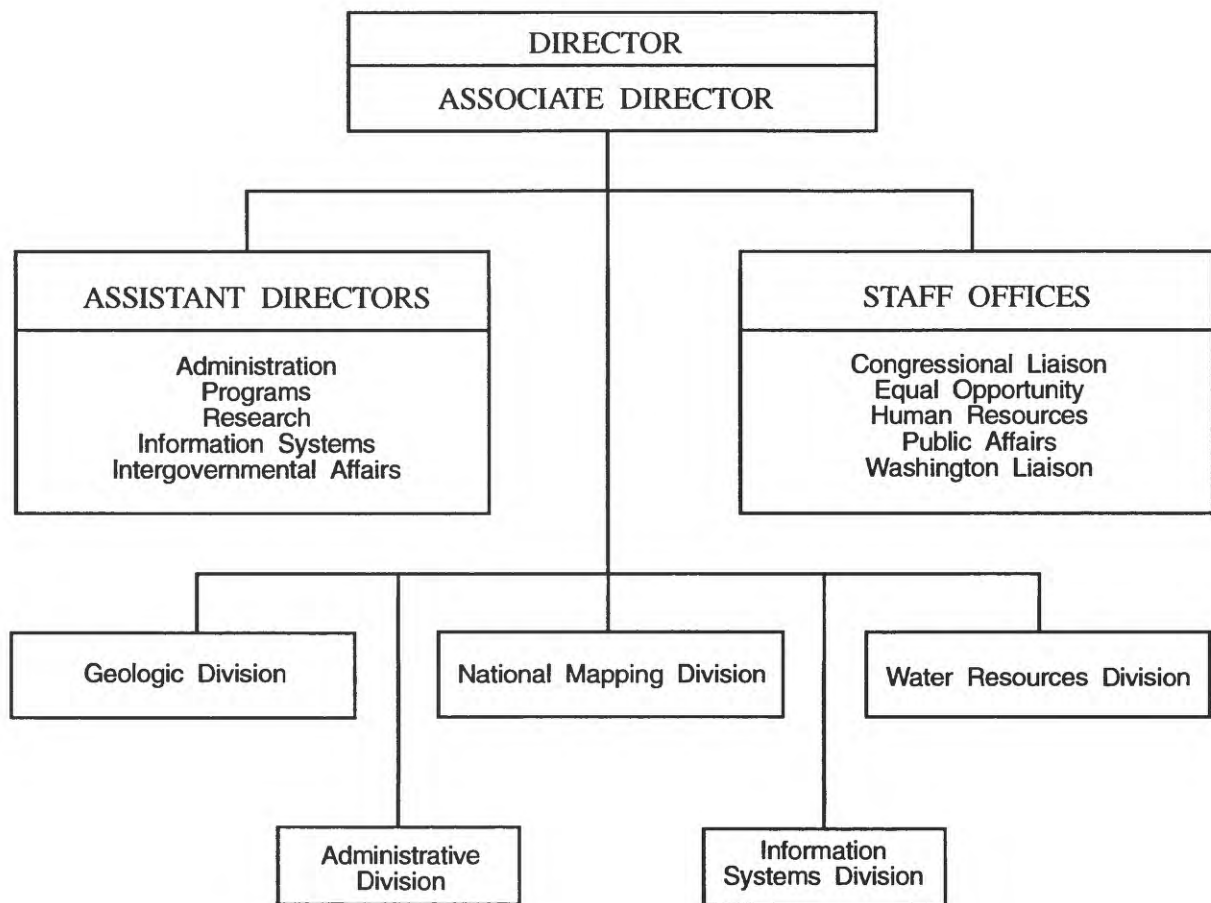 DIRECTOR
ASSOCIATE DIRECTOR
ASSISTANT DIRECTORS
Administration
Programs
Research
Information Systems
Intergovernmental Affairs
STAFF OFFICES
Congressional Liaison
Equal Opportunity
Human Resources
Public Affairs
Washington Liaison
Geologic Division
National Mapping Division
Water Resources Division
Administrative
Division
Information
Systems Division